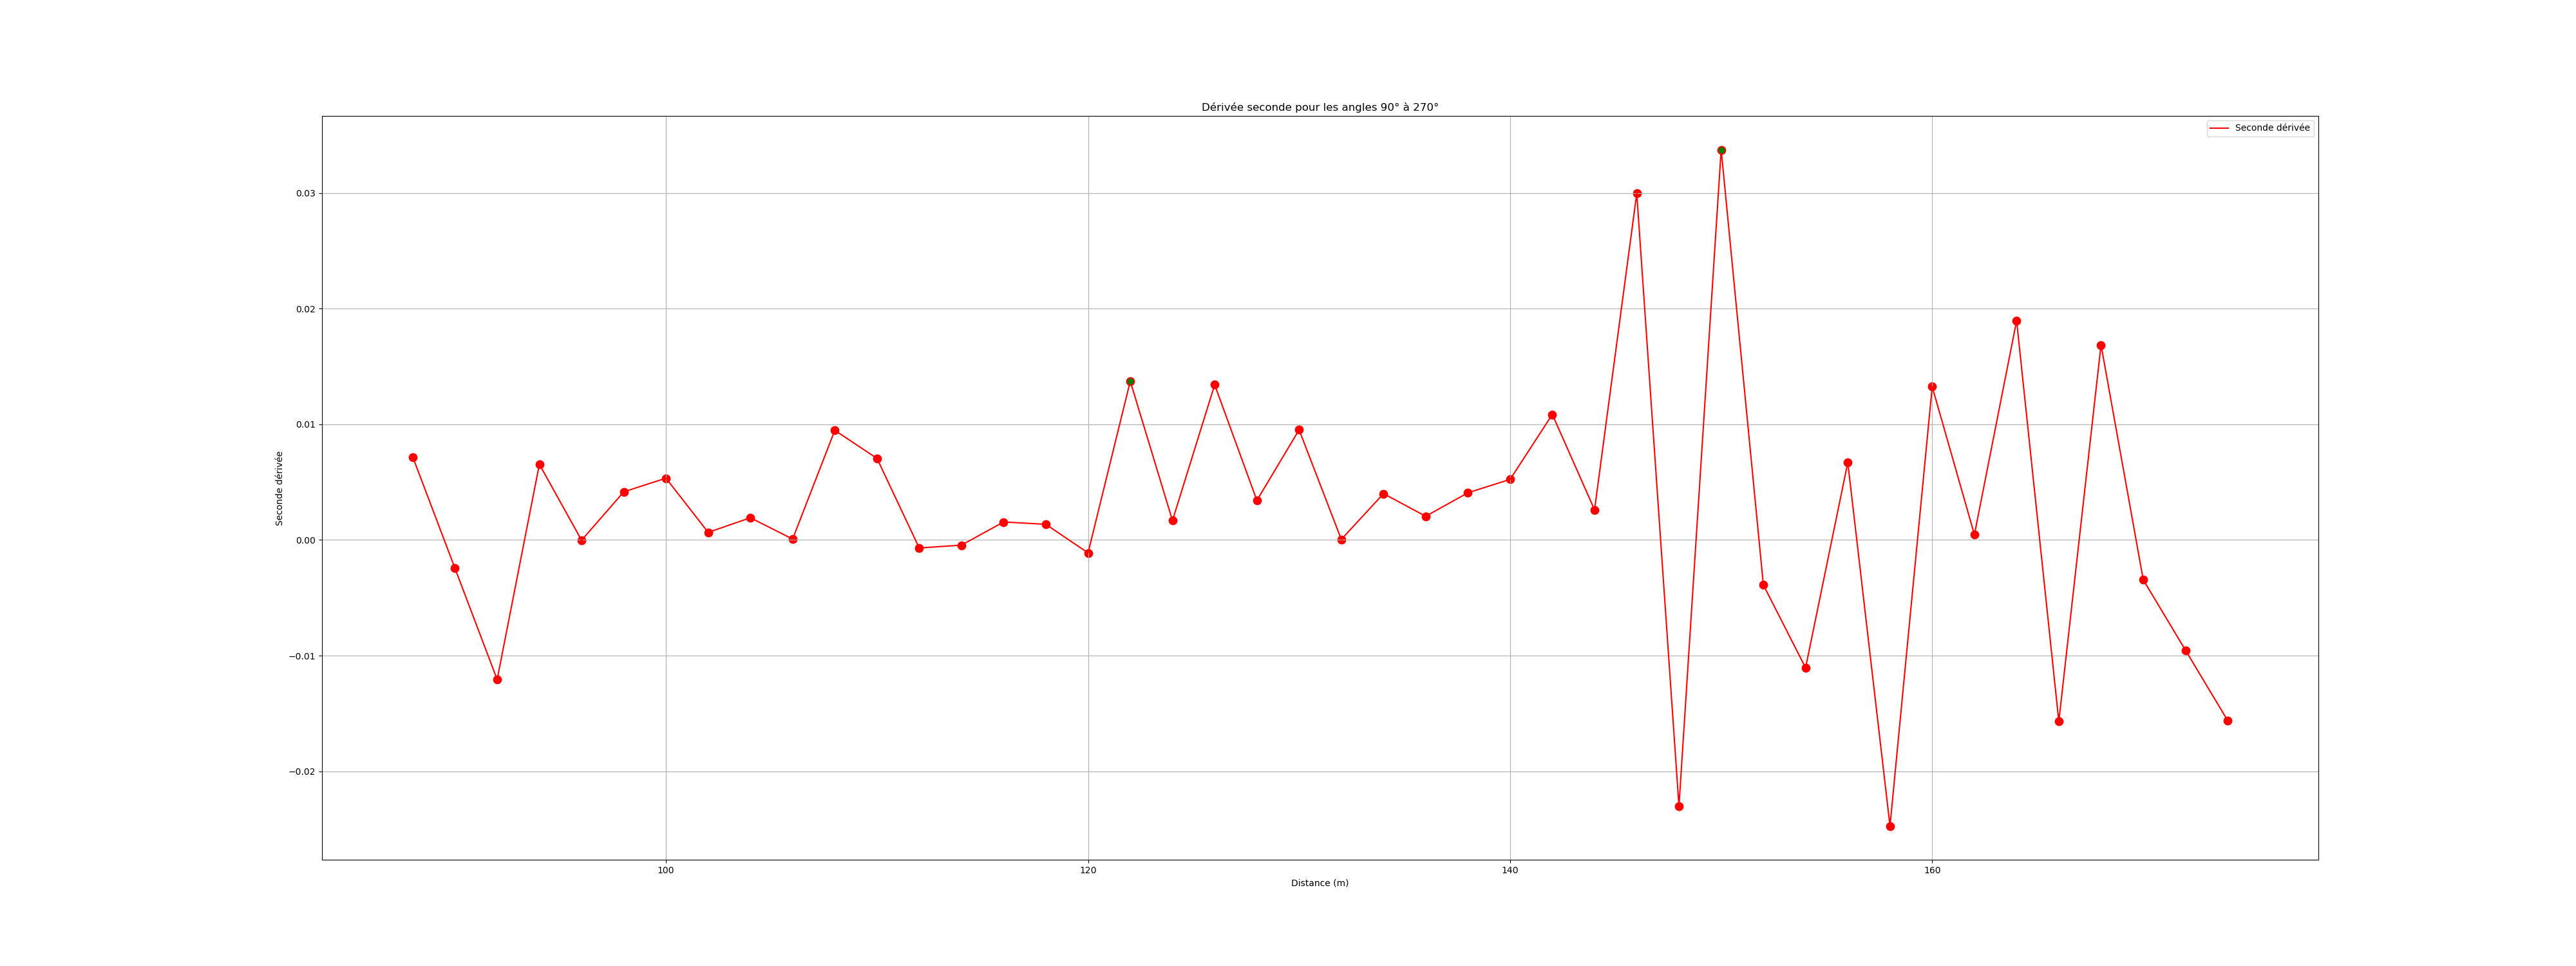 Dérivée seconde pour les angles 90° à 270°
Seconde dérivée
0.03
0.02
0.01
0.00
−0.01
−0.02
Seconde dérivée
100
120
140
160
Distance (m)